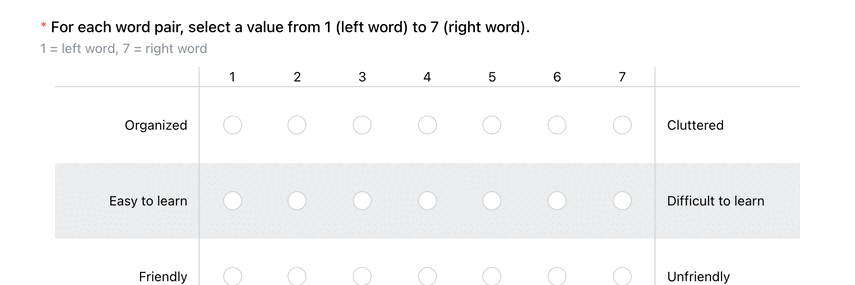 * For each word pair, select a value from 1 (left word) to 7 (right word).
1 = left word, 7 = right word
1 2 3 4 5 6 7
Organized Cluttered
Easy to learn Difficult to learn
Friendly Unfriendly